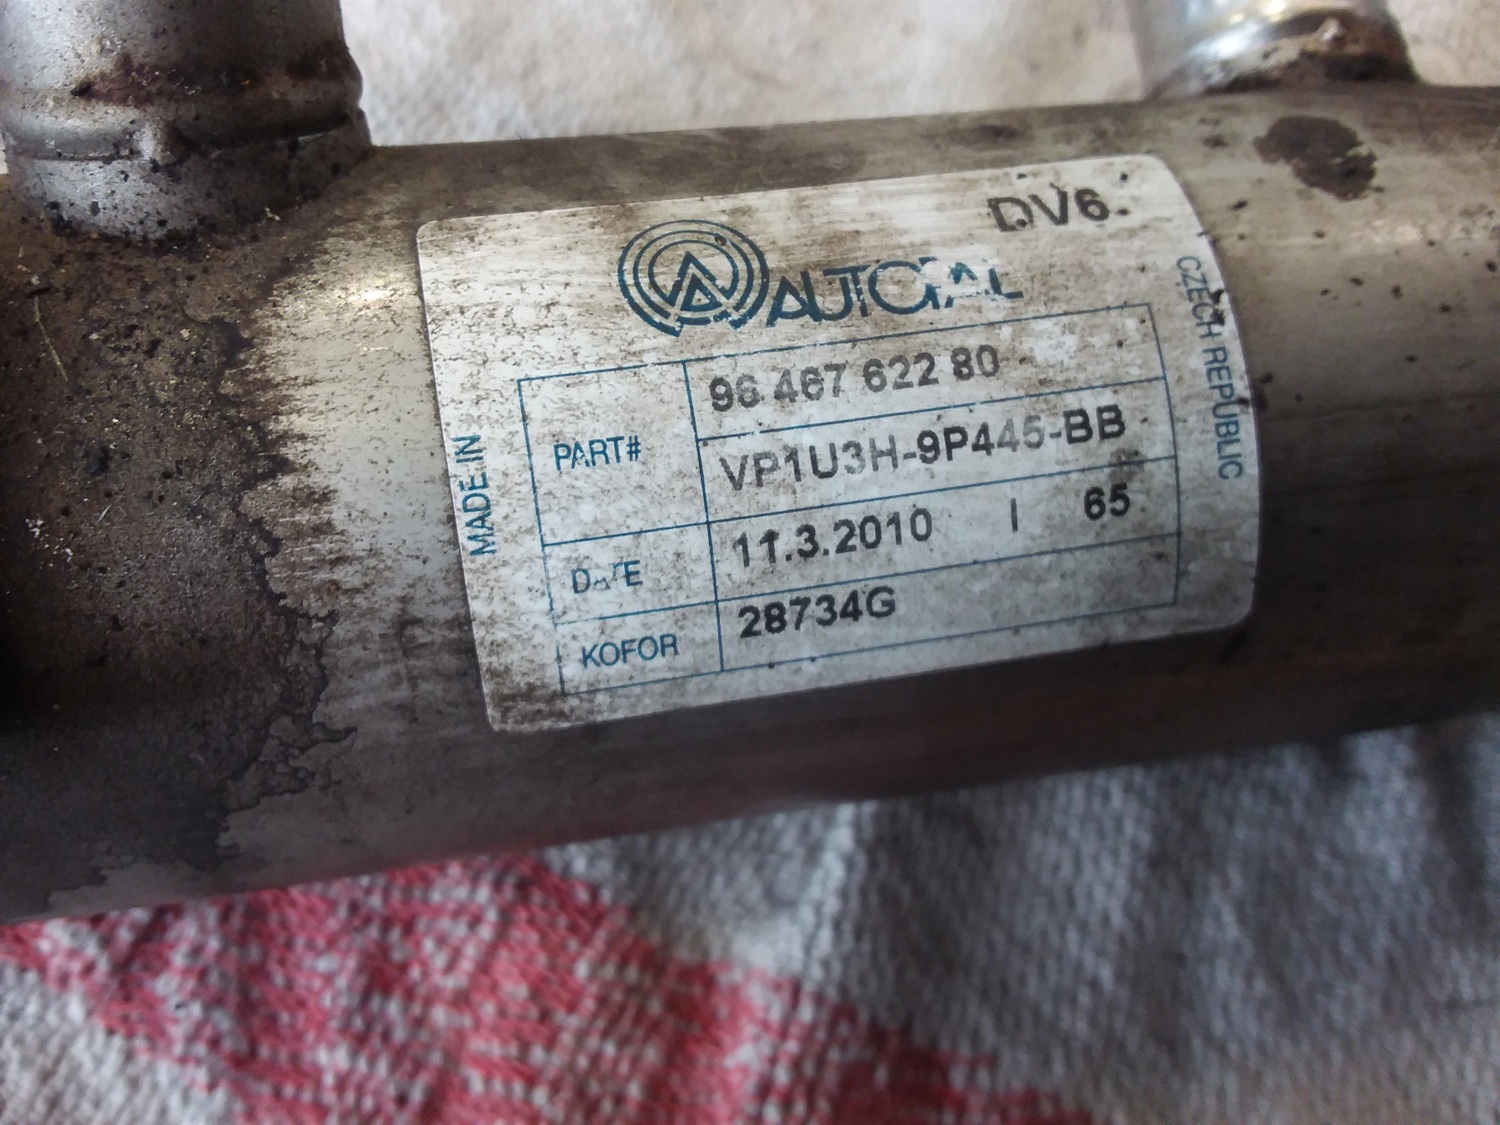 DV6.
AUTOPAL
MADE IN
CZECH REPUBLIC
PART#
96 467 622 80
VP1U3H-9P445-BB
DATE
11.3.2010 I 65
KOFOR
28734G